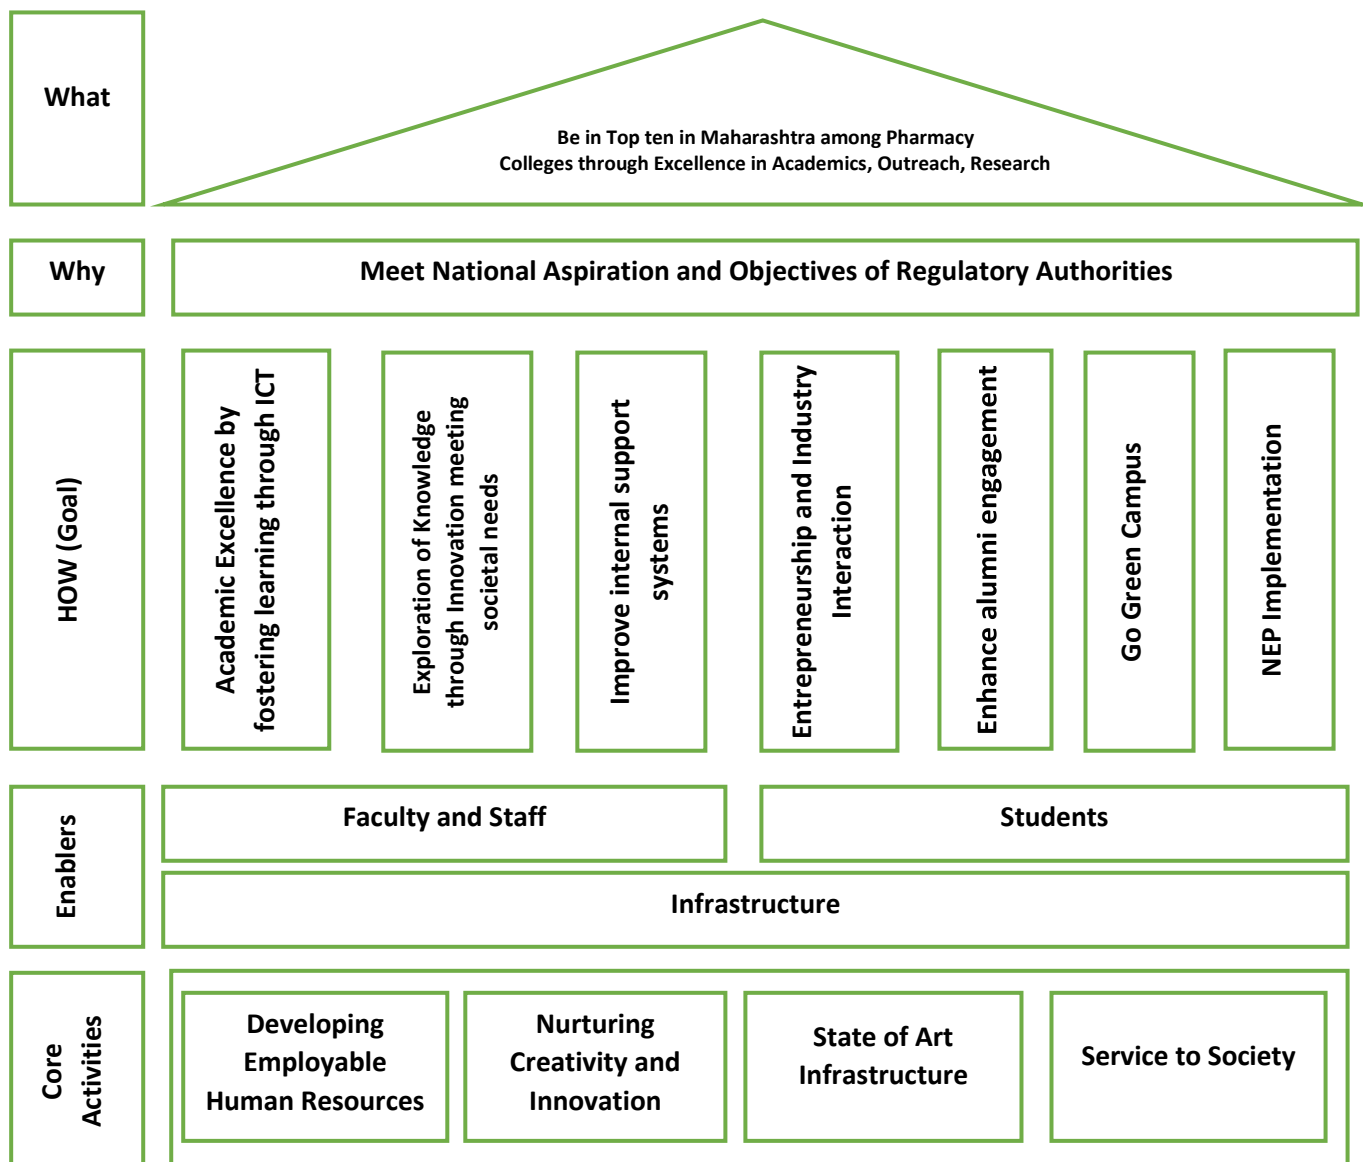 What
Be in Top ten in Maharashtra among Pharmacy
Colleges through Excellence in Academics, Outreach, Research
Why
Meet National Aspiration and Objectives of Regulatory Authorities
HOW (Goal)
Academic Excellence by
fostering learning through ICT
Exploration of Knowledge
through Innovation meeting
societal needs
Improve internal support
systems
Entrepreneurship and Industry
Interaction
Enhance alumni engagement
Go Green Campus
NEP Implementation
Enablers
Faculty and Staff
Students
Infrastructure
Core
Activities
Developing
Employable
Human Resources
Nurturing
Creativity and
Innovation
State of Art
Infrastructure
Service to Society